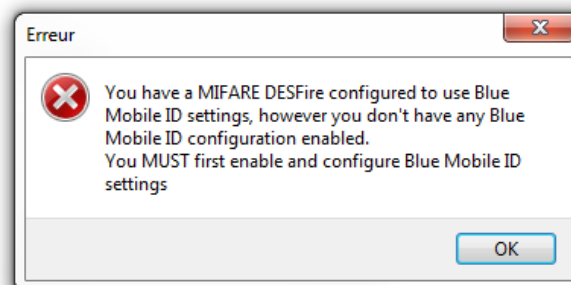 Erreur
You have a MIFARE DESFire configured to use Blue
Mobile ID settings, however you don't have any Blue
Mobile ID configuration enabled.
You MUST first enable and configure Blue Mobile ID
settings
OK